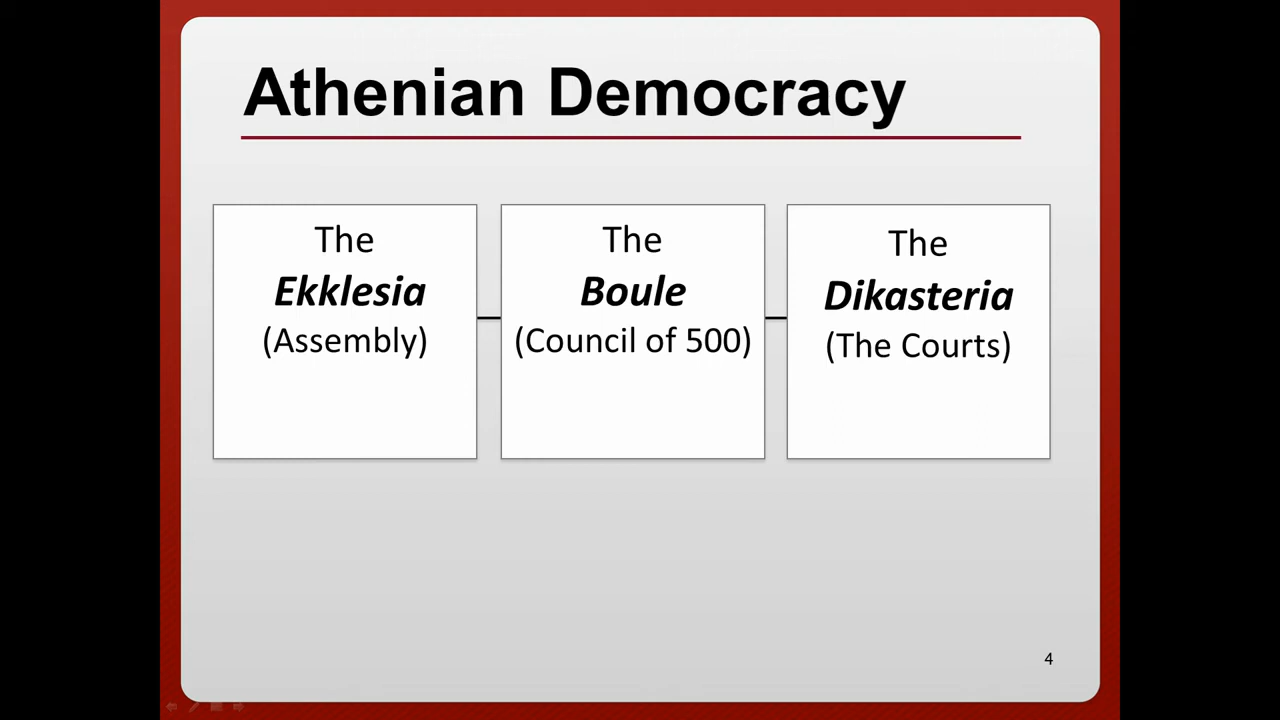 Athenian Democracy
The
Ekklesia
(Assembly)
The
Boule
(Council of 500)
The
Dikasteria
(The Courts)
4